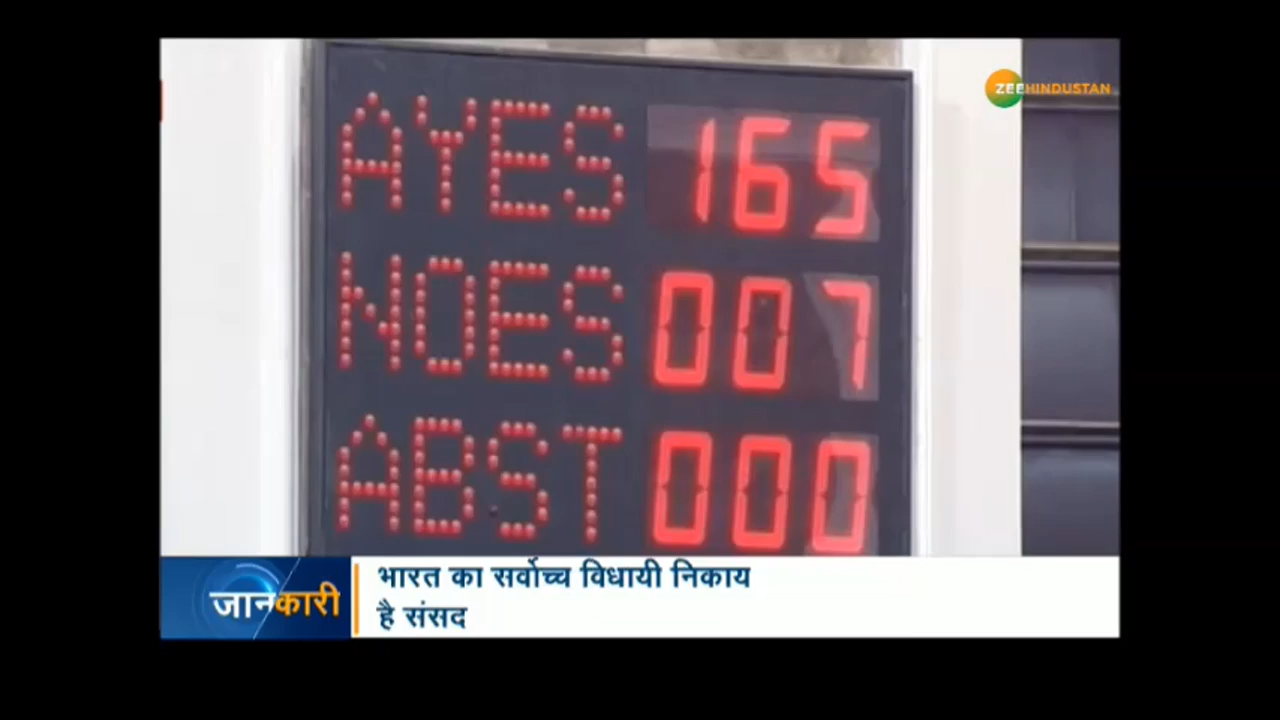 ZEEHINDUSTAN
AYES 165
NOES 007
ABST 000
जानकारी
भारत का सर्वोच्च विधायी निकाय
है संसद